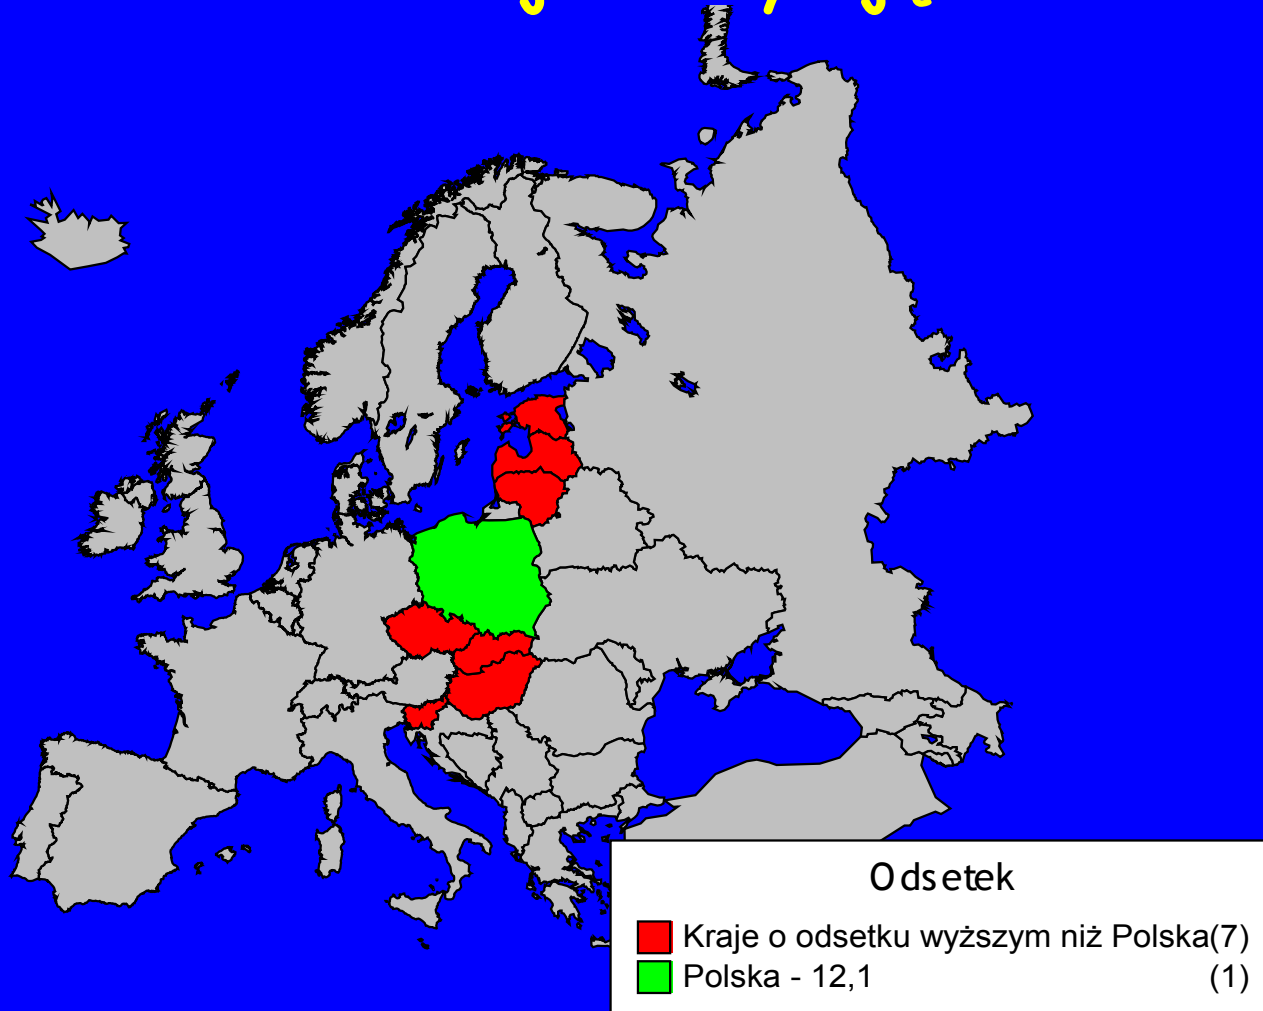 Odsetek
Kraje o odsetku wyższym niż Polska(7)
Polska - 12,1 (1)